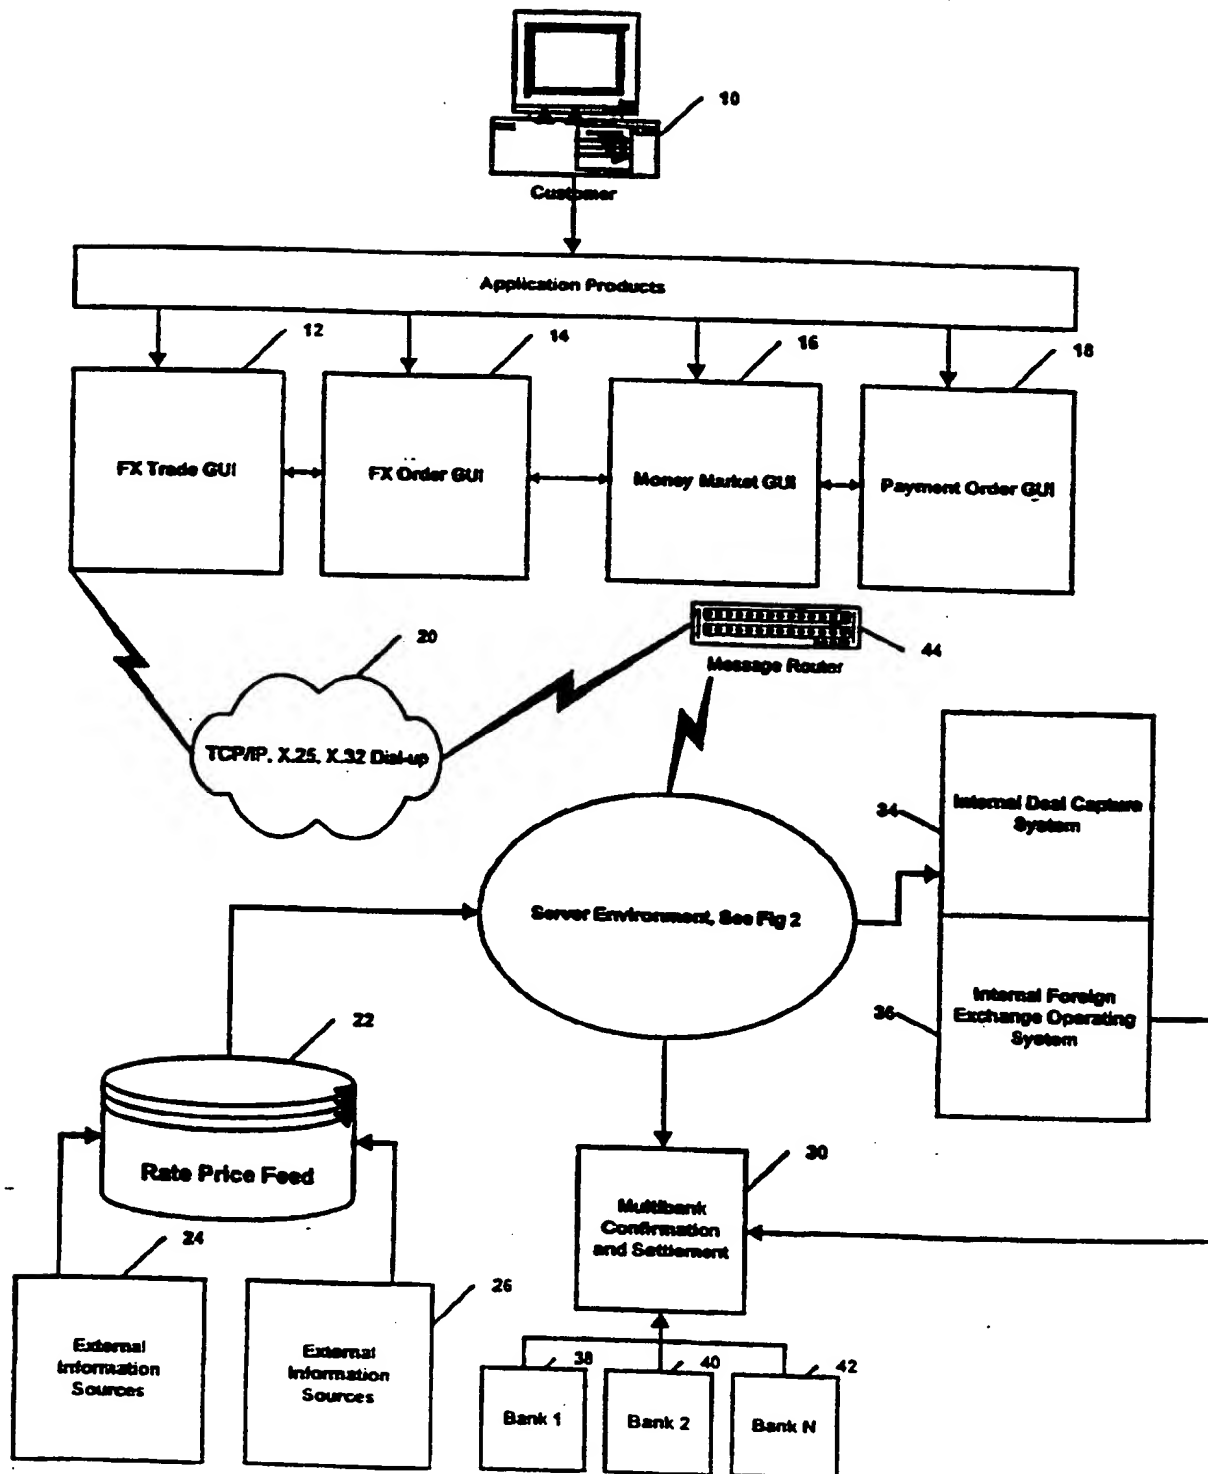 10
Customer
Application Products
12
14
16
18
FX Trade GUI
FX Order GUI
Money Market GUI
Payment Order GUI
20
44
Message Router
TCP/IP, X.25, X.32 Dial-up
34
Internal Deal Capture
System
Server Environment, See Fig 2
36
Internal Foreign
Exchange Operating
System
22
Rate Price Feed
30
Multibank
Confirmation
and Settlement
24
26
External
Information
Sources
External
Information
Sources
38
40
42
Bank 1
Bank 2
Bank N